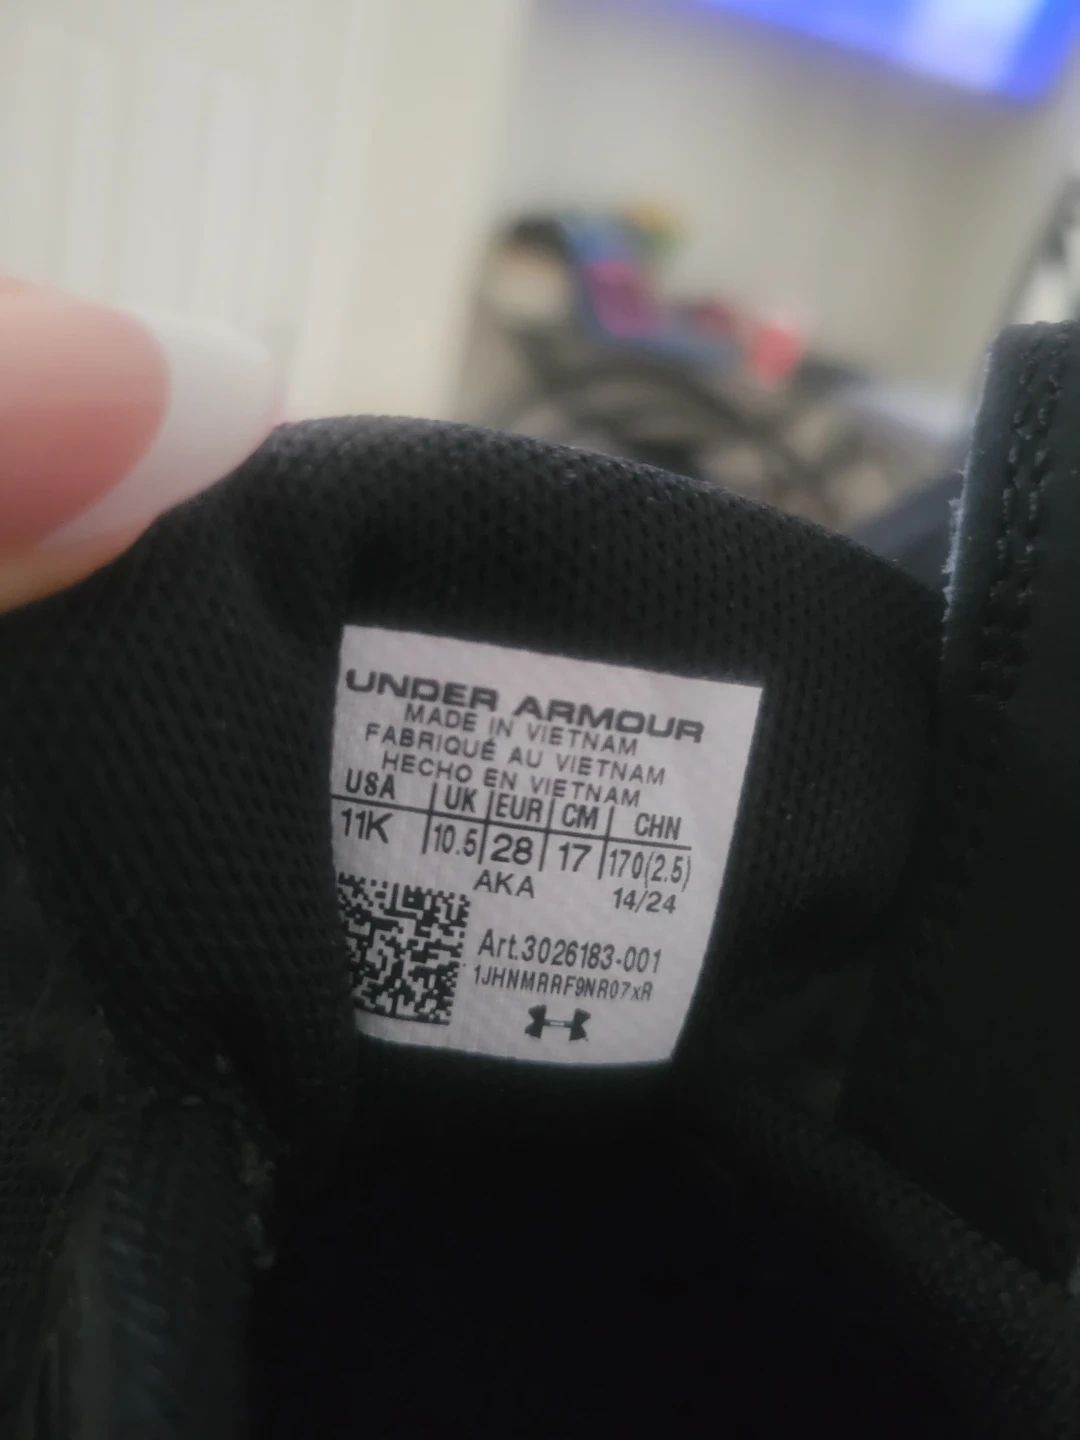 UNDER ARMOUR
MADE IN VIETNAM
FABRIQUÉ AU VIETNAM
HECHO EN VIETNAM
USA UK EUR CM CHN
11K 10.5 28 17 170(2.5)
AKA 14/24
Art.3026183-001
1JHNMRRF9NR07xR